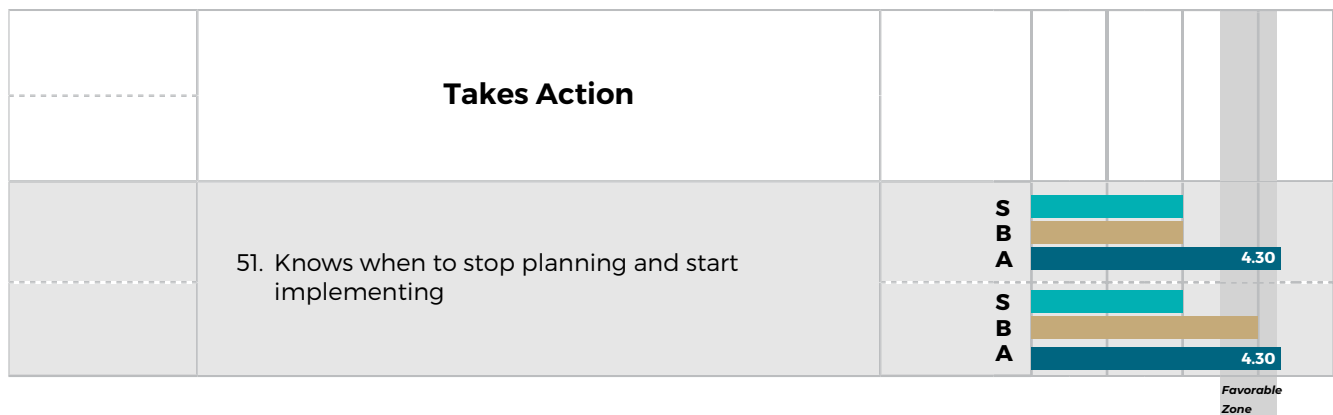 Takes Action
S
B
A
4.30
51. Knows when to stop planning and start
implementing
S
B
A
4.30
Favorable
Zone